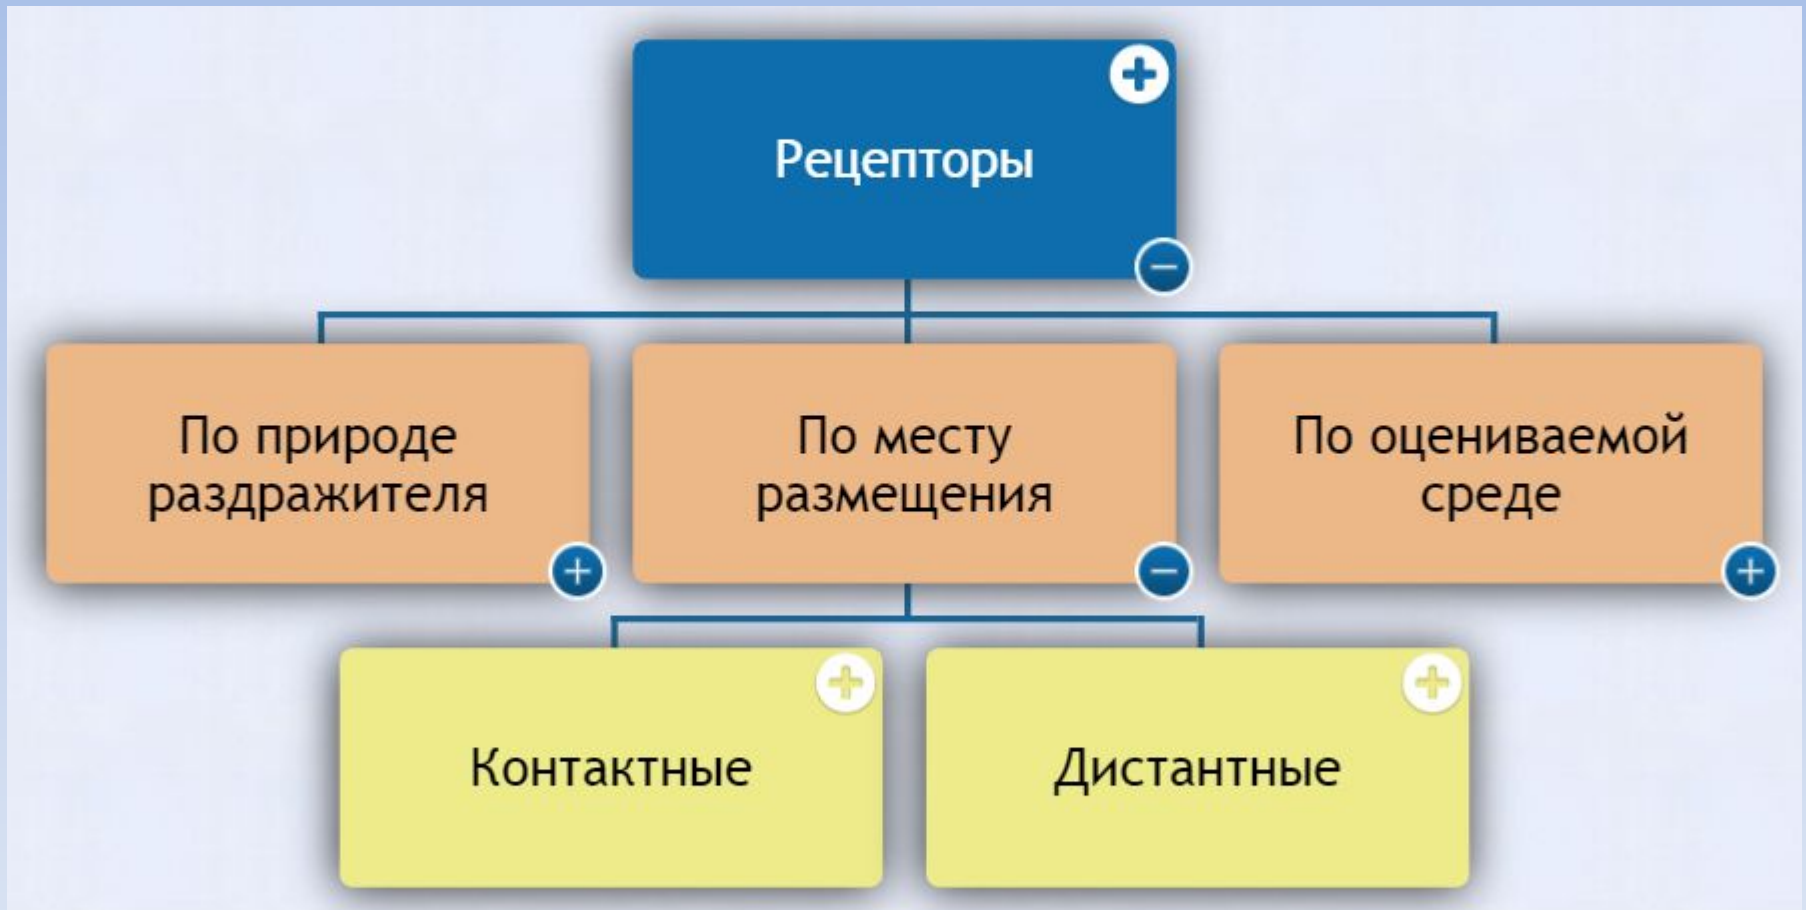 Рецепторы
По природе
раздражителя
По месту
размещения
По оцениваемой
среде
Контактные
Дистантные